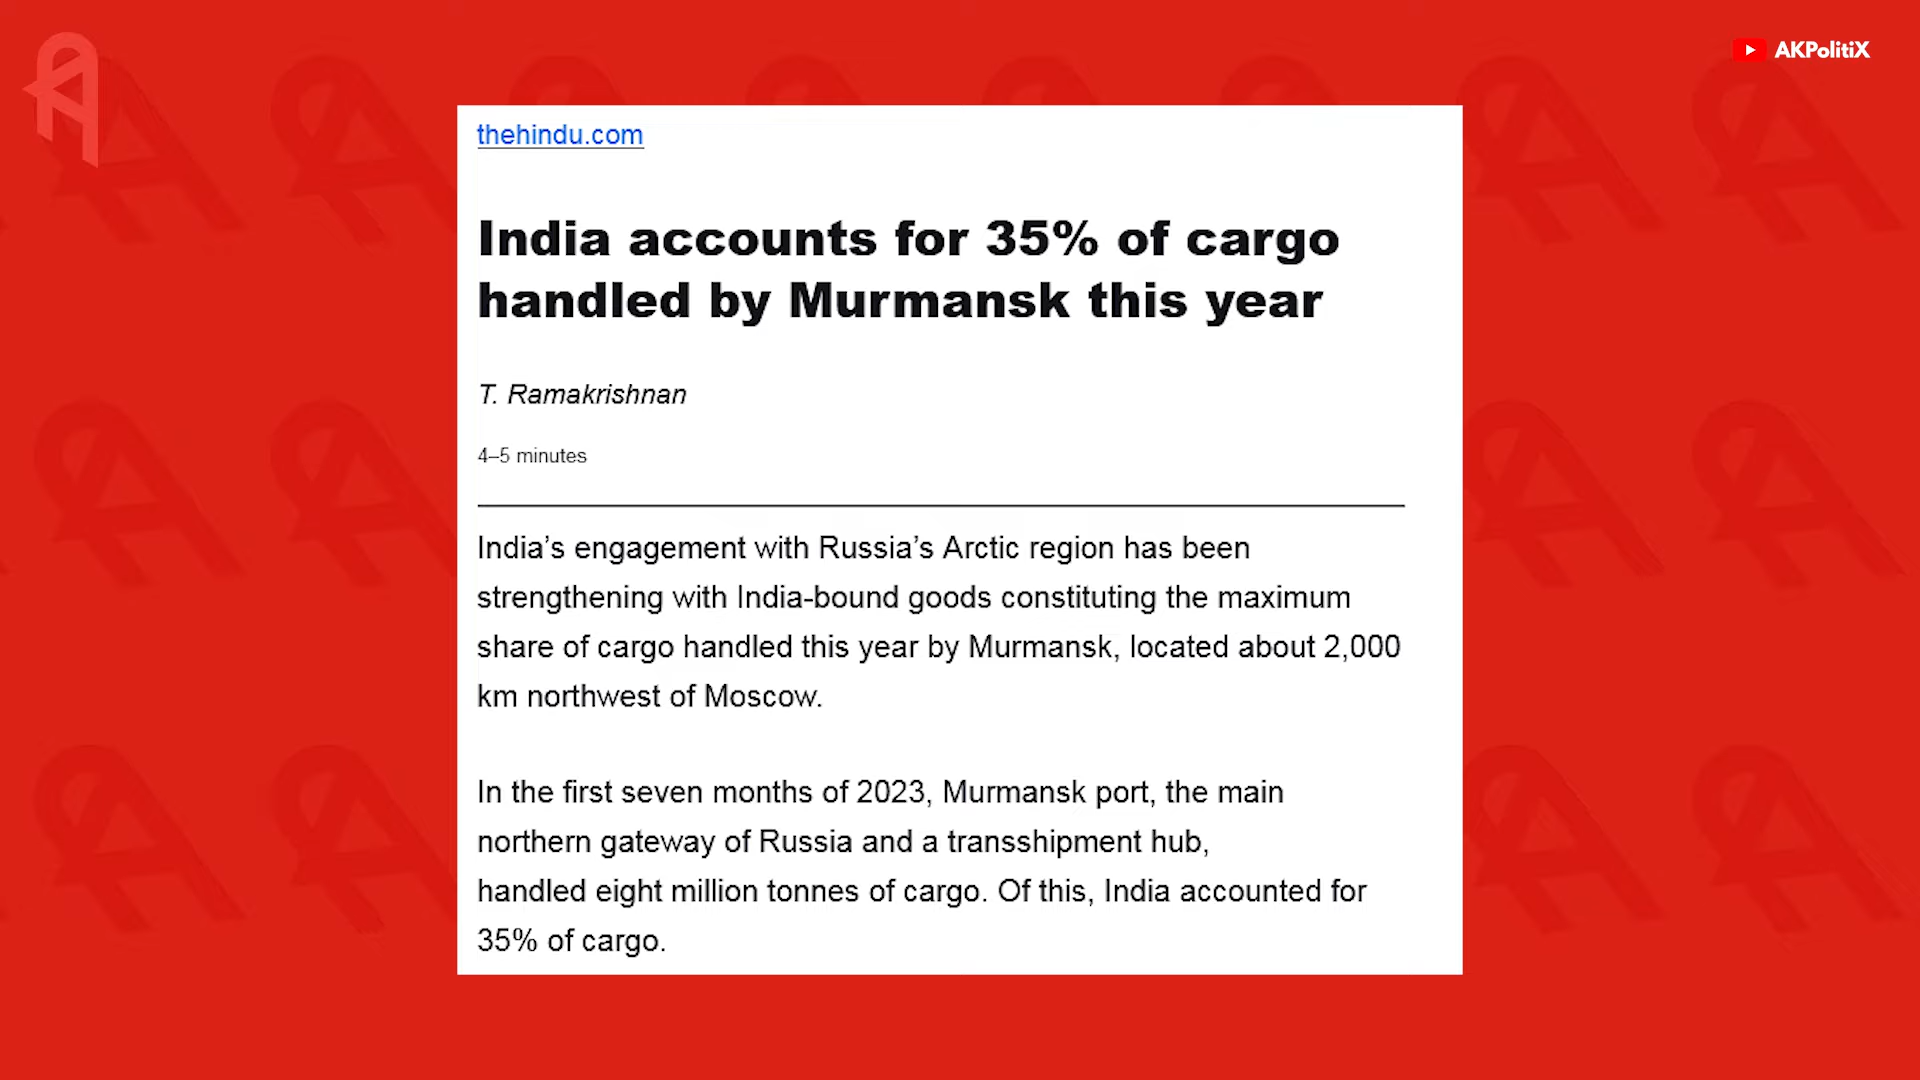 AKPolitiX
thehindu.com
India accounts for 35% of cargo
handled by Murmansk this year
T. Ramakrishnan
4–5 minutes
India’s engagement with Russia’s Arctic region has been
strengthening with India-bound goods constituting the maximum
share of cargo handled this year by Murmansk, located about 2,000
km northwest of Moscow.
In the first seven months of 2023, Murmansk port, the main
northern gateway of Russia and a transshipment hub,
handled eight million tonnes of cargo. Of this, India accounted for
35% of cargo.